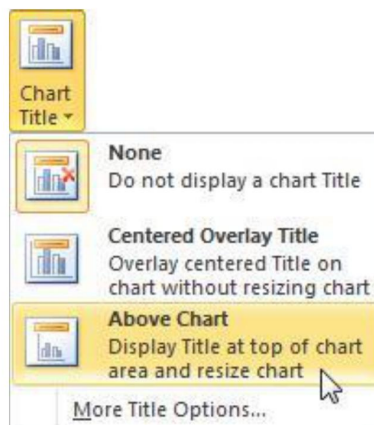 Chart
Title
None
Do not display a chart Title
Centered Overlay Title
Overlay centered Title on
chart without resizing chart
Above Chart
Display Title at top of chart
area and resize chart
More Title Options...